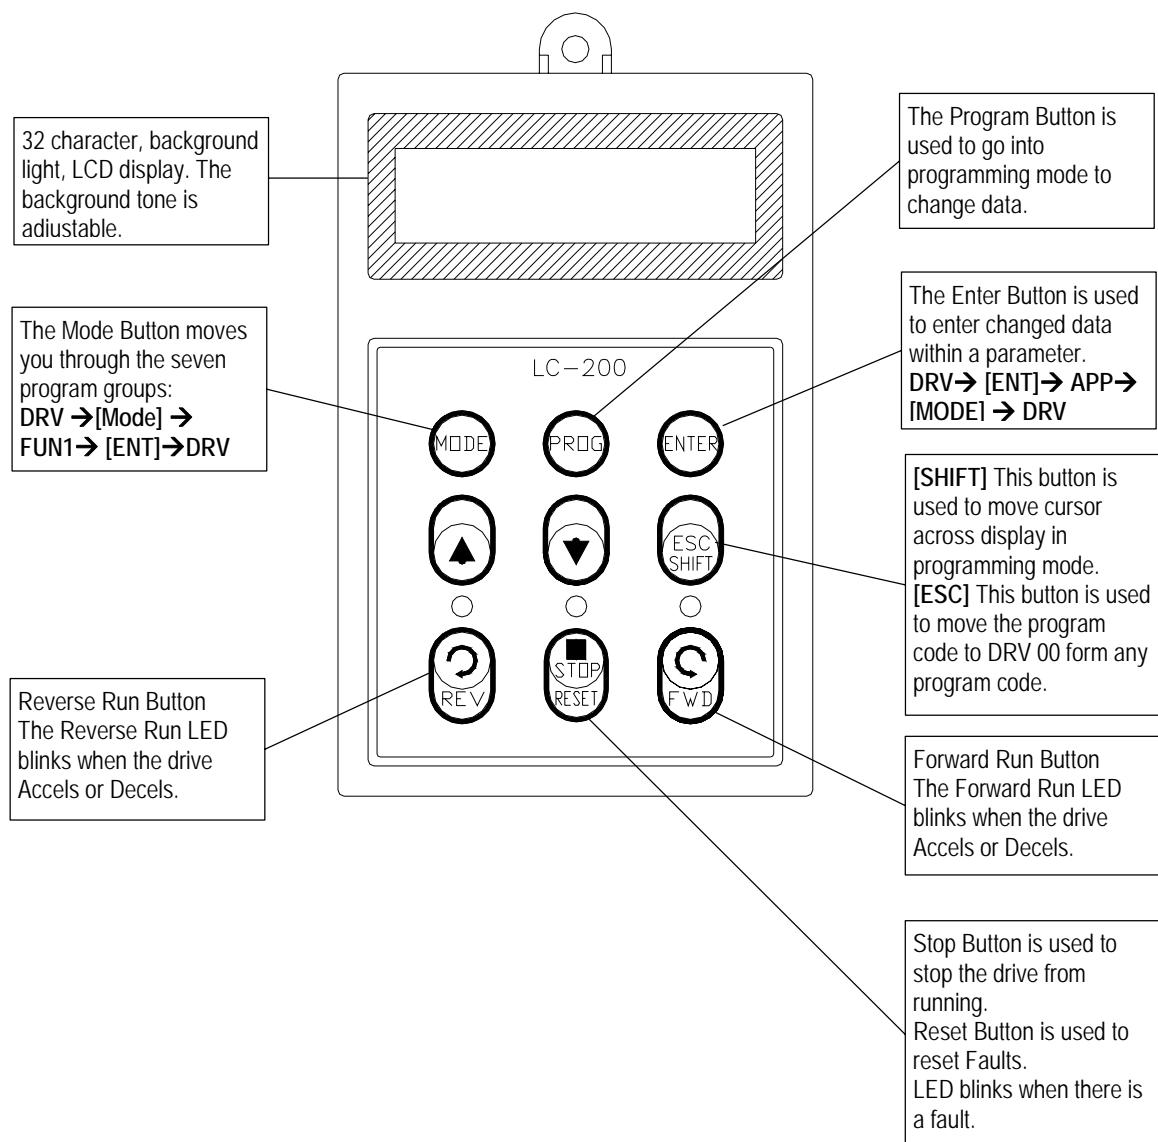 32 character, background
light, LCD display. The
background tone is
adiustable.
The Program Button is
used to go into
programming mode to
change data.
The Mode Button moves
you through the seven
program groups:
DRV →[Mode] →
FUN1→ [ENT]→DRV
The Enter Button is used
to enter changed data
within a parameter.
DRV→ [ENT]→ APP→
[MODE] → DRV
LC-200
MODE
PROG
ENTER
ESC
SHIFT
[SHIFT] This button is
used to move cursor
across display in
programming mode.
[ESC] This button is used
to move the program
code to DRV 00 form any
program code.
REV
STOP
RESET
FWD
Reverse Run Button
The Reverse Run LED
blinks when the drive
Accels or Decels.
Forward Run Button
The Forward Run LED
blinks when the drive
Accels or Decels.
Stop Button is used to
stop the drive from
running.
Reset Button is used to
reset Faults.
LED blinks when there is
a fault.